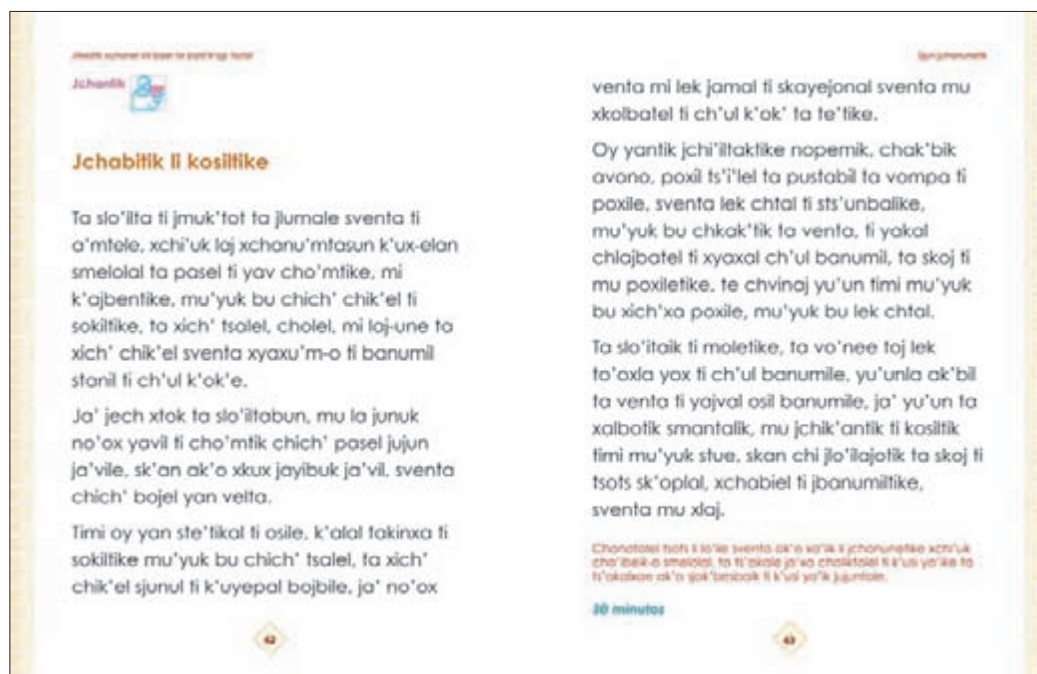 Jchantik
Jchabitik li kosiltike
Ta slo'ilta ti jmuk'tot ta jlumale sventa ti
a'mtele, xchi'uk laj xchanu'mtasun k'ux-elan
smelolal ta pasel ti yav cho'mtike, mi
k'ajbentike, mu'yuk bu chich' chik'el ti
sokiltike, ta xich' tsalel, cholel, mi laj-une ta
xich' chik'el sventa xyaxu'm-o ti banumil
stanil ti ch'ul k'ok'e.
Ja' jech xtok ta slo'iltabun, mu la junuk
no'ox yavil ti cho'mtik chich' pasel jujun
ja'vile, sk'an ak'o xkux jayibuk ja'vil, sventa
chich' bojel yan velta.
Timi oy yan ste'tikal ti osile, k'alal takinxa ti
sokiltike mu'yuk bu chich' tsalel, ta xich'
chik'el sjunul ti k'uyepal bojbile, ja' no'ox
62
venta mi lek jamal ti skayejonal sventa mu
xkolbatel ti ch'ul k'ok' ta te'tike.
Oy yantik jchi'iltaktike nopemik, chak'bik
avono, poxil ts'i'lel ta pustabil ta vompa ti
poxile, sventa lek chtal ti sts'unbalike,
mu'yuk bu chkak'tik ta venta, ti yakal
chlajbatel ti xyaxal ch'ul banumil, ta skoj ti
mu poxiletike, te chvinaj yu'un timi mu'yuk
bu xich'xa poxile, mu'yuk bu lek chtal.
Ta slo'itaik ti moletike, ta vo'nee toj lek
to'oxla yox ti ch'ul banumile, yu'unla ak'bil
ta venta ti yajval osil banumile, ja' yu'un ta
xalbotik smantalik, mu jchik'antik ti kosiltik
timi mu'yuk stue, skan chi jlo'ilajotik ta skoj ti
tsots sk'oplal, xchabiel ti jbanumiltike,
sventa mu xlaj.
30 minutos
63